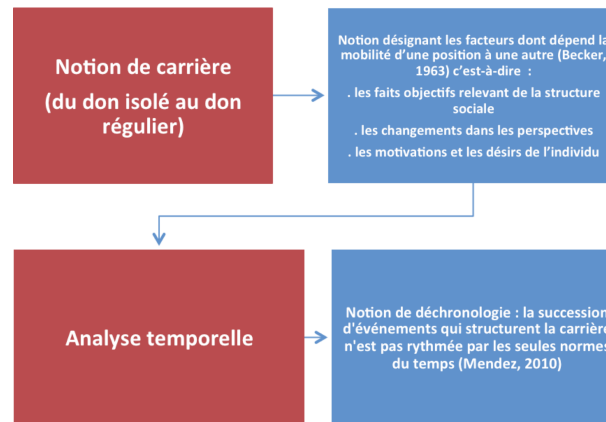 Notion de carrière
(du don isolé au don
régulier)
Notion désignant les facteurs dont dépend la
mobilité d’une position à une autre (Becker,
1963) c’est-à-dire :
. les faits objectifs relevant de la structure
sociale
. les changements dans les perspectives
. les motivations et les désirs de l’individu
Analyse temporelle
Notion de déchronologie : la succession
d'événements qui structurent la carrière
n'est pas rythmée par les seules normes
du temps (Mendez, 2010)